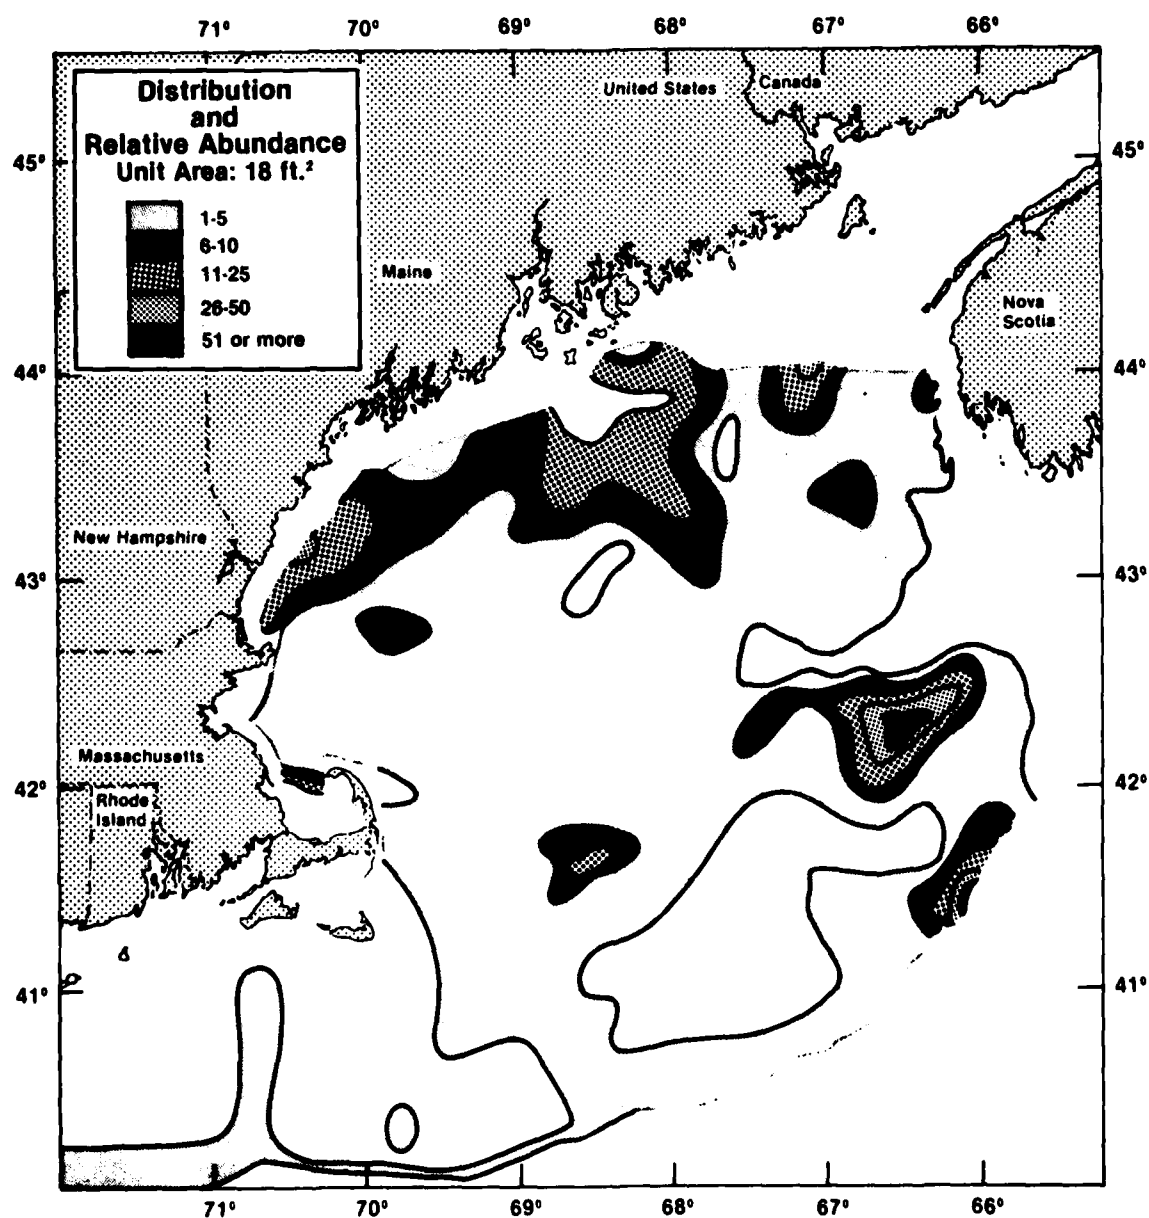 71° 70° 69° 68° 67° 66°
Distribution
and
Relative Abundance
Unit Area: 18 ft.²
1-5
6-10
11-25
26-50
51 or more
United States
Canada
45° 45°
Maine
Nova
Scotia
44° 44°
New Hampshire
43° 43°
Massachusetts
42° 42°
Rhode
Island
41° 41°
71° 70° 69° 68° 67° 66°